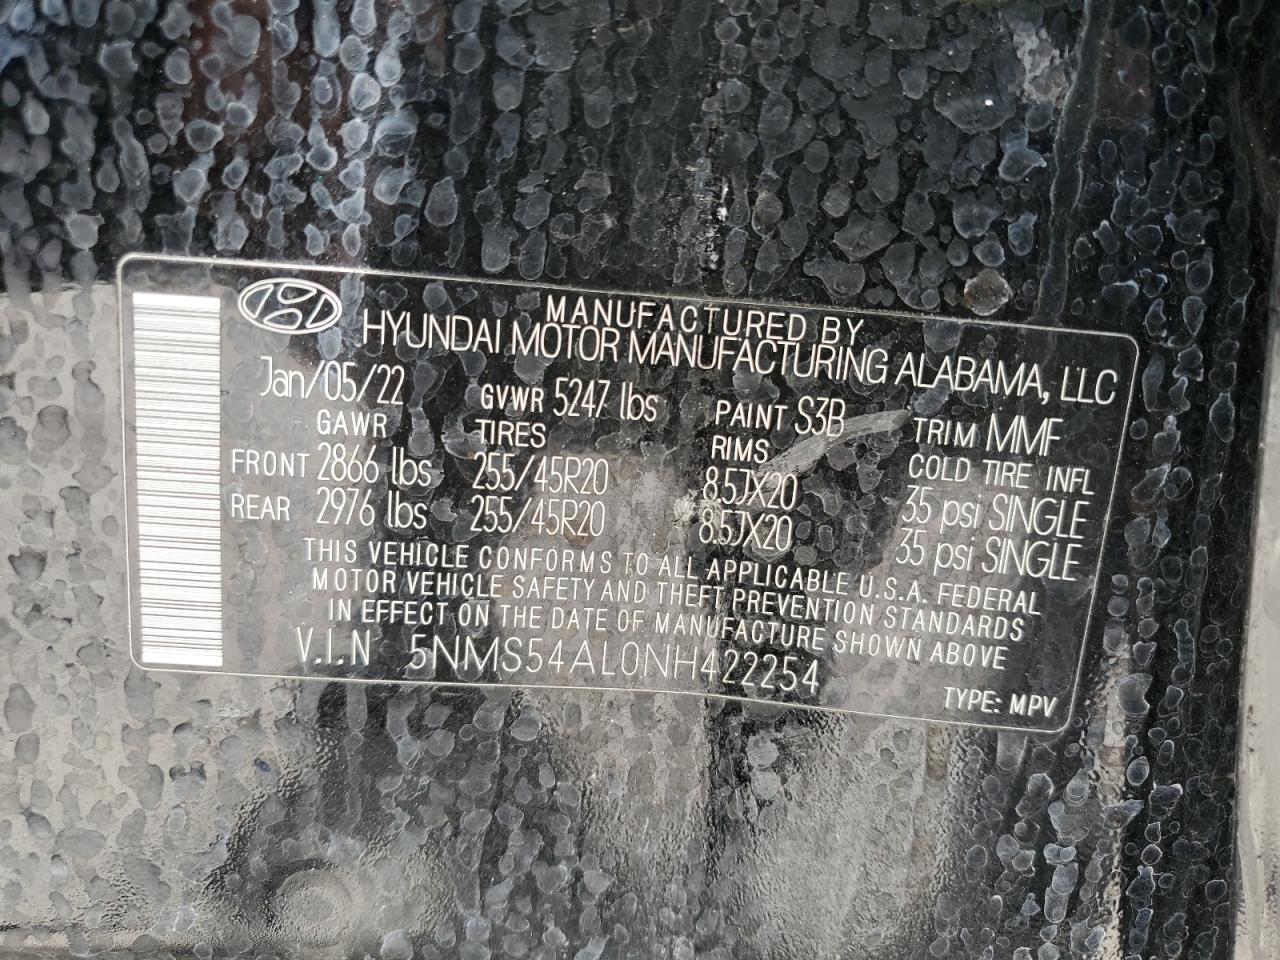 MANUFACTURED BY
HYUNDAI MOTOR MANUFACTURING ALABAMA, LLC
Jan/05/22 GVWR 5247 lbs PAINT S3B TRIM MMF
GAWR TIRES RIMS COLD TIRE INFL
FRONT 2866 lbs 255/45R20 8.5JX20 35 psi SINGLE
REAR 2976 lbs 255/45R20 8.5JX20 35 psi SINGLE
THIS VEHICLE CONFORMS TO ALL APPLICABLE U.S.A. FEDERAL
MOTOR VEHICLE SAFETY AND THEFT PREVENTION STANDARDS
IN EFFECT ON THE DATE OF MANUFACTURE SHOWN ABOVE
V.I.N 5NMS54AL0NH422254
TYPE: MPV